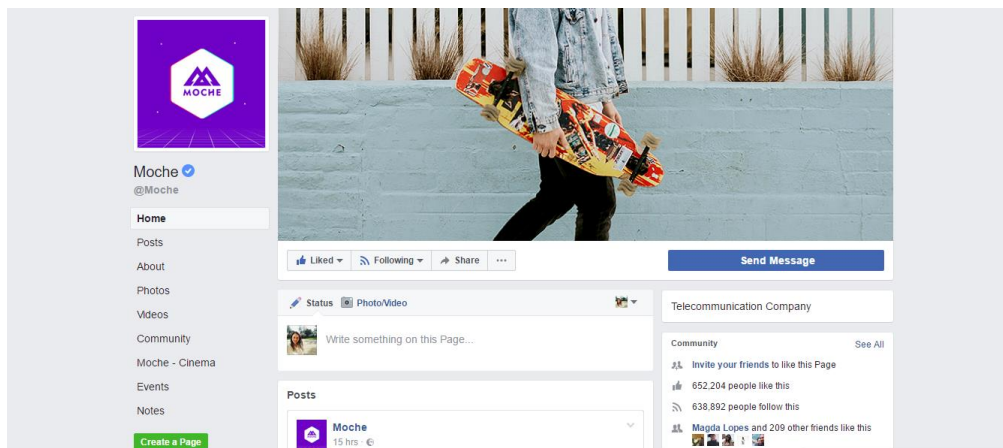 MOCHE
Moche
@Moche
Home
Posts
About
Photos
Videos
Community
Moche - Cinema
Events
Notes
Create a Page
Liked
Following
Share
Send Message
Status
Photo/Video
Write something on this Page...
Posts
Moche
15 hrs ·
Telecommunication Company
Community
See All
Invite your friends to like this Page
652,204 people like this
638,892 people follow this
Magda Lopes and 209 other friends like this